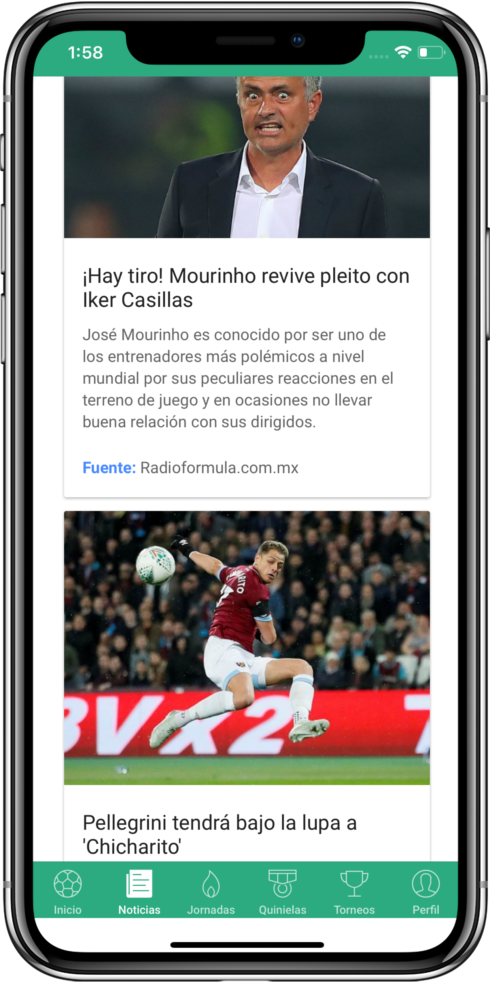 1:58
¡Hay tiro! Mourinho revive pleito con
Iker Casillas
José Mourinho es conocido por ser uno de
los entrenadores más polémicos a nivel
mundial por sus peculiares reacciones en el
terreno de juego y en ocasiones no llevar
buena relación con sus dirigidos.
Fuente: Radioformula.com.mx
Pellegrini tendrá bajo la lupa a
'Chicharito'
Inicio
Noticias
Jornadas
Quinielas
Torneos
Perfil